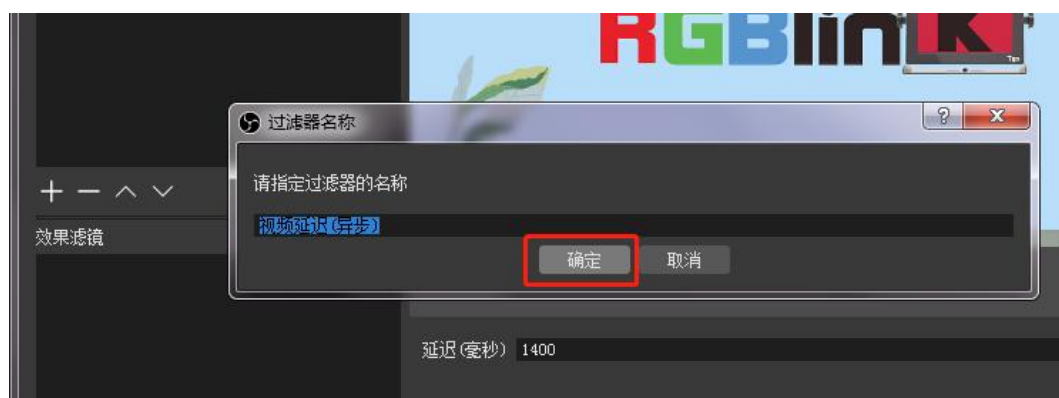 RGBlink
过滤器名称
请指定过滤器的名称
视频延迟(异步)
确定 取消
效果滤镜
延迟(毫秒) 1400